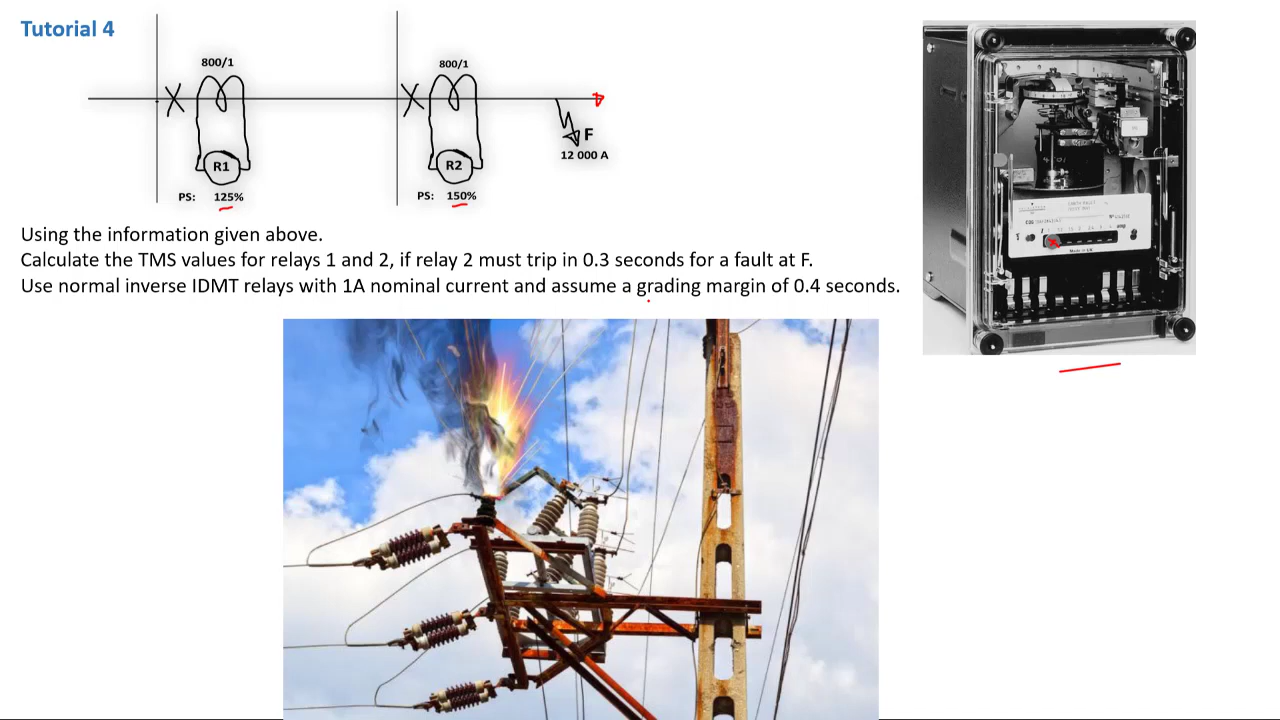 Tutorial 4
800/1
800/1
F
12 000 A
R1
R2
PS: 125%
PS: 150%
Using the information given above.
Calculate the TMS values for relays 1 and 2, if relay 2 must trip in 0.3 seconds for a fault at F.
Use normal inverse IDMT relays with 1A nominal current and assume a grading margin of 0.4 seconds.